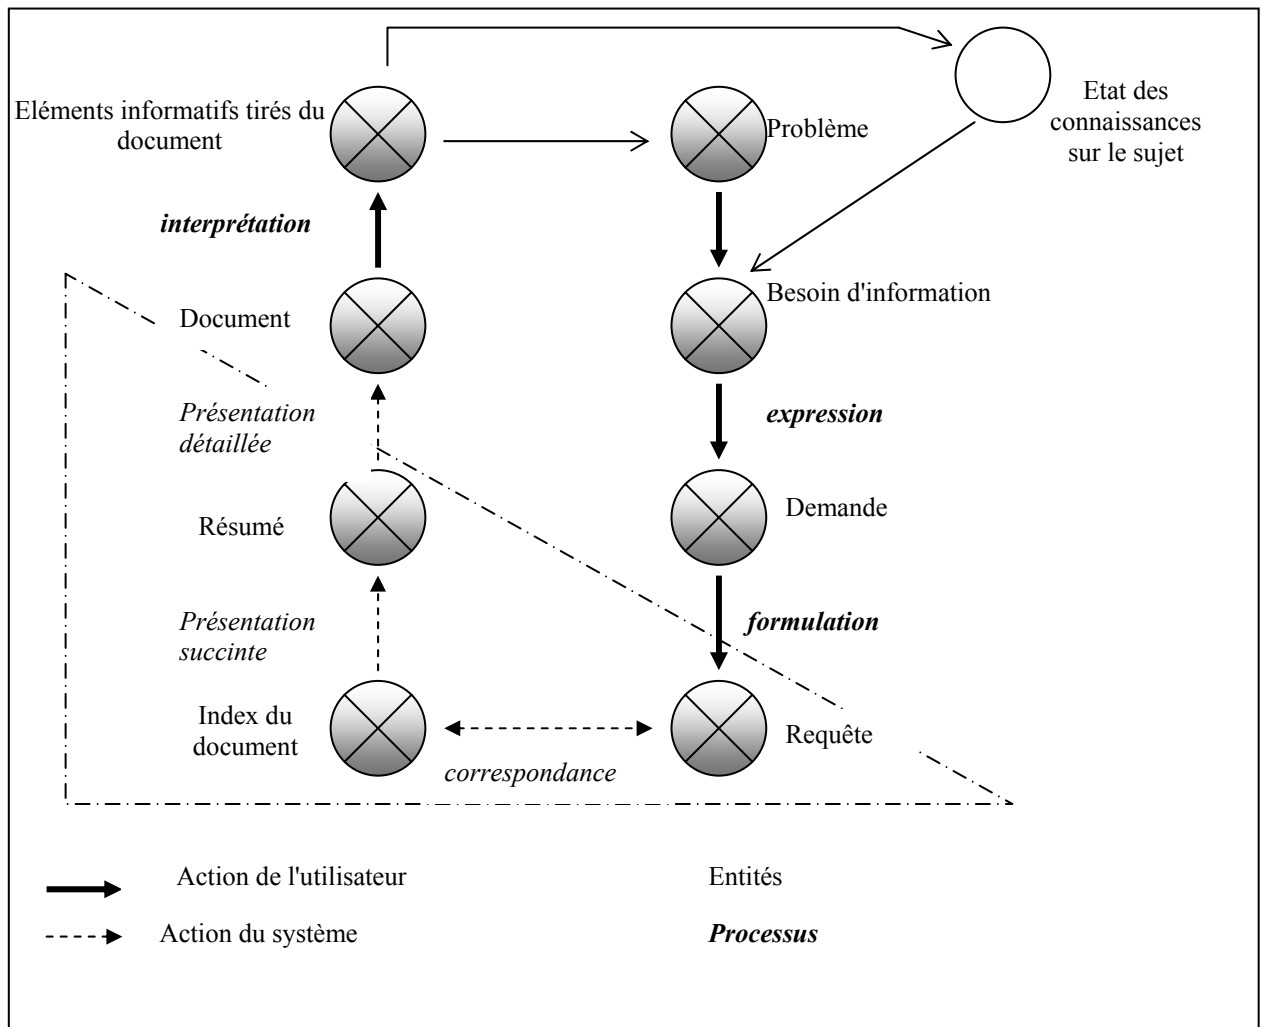 Eléments informatifs tirés du
document
Problème
Etat des
connaissances
sur le sujet
interprétation
Document
Besoin d'information
Présentation
détaillée
expression
Résumé
Demande
Présentation
succinte
formulation
Index du
document
Requête
correspondance
Action de l'utilisateur
Entités
Action du système
Processus